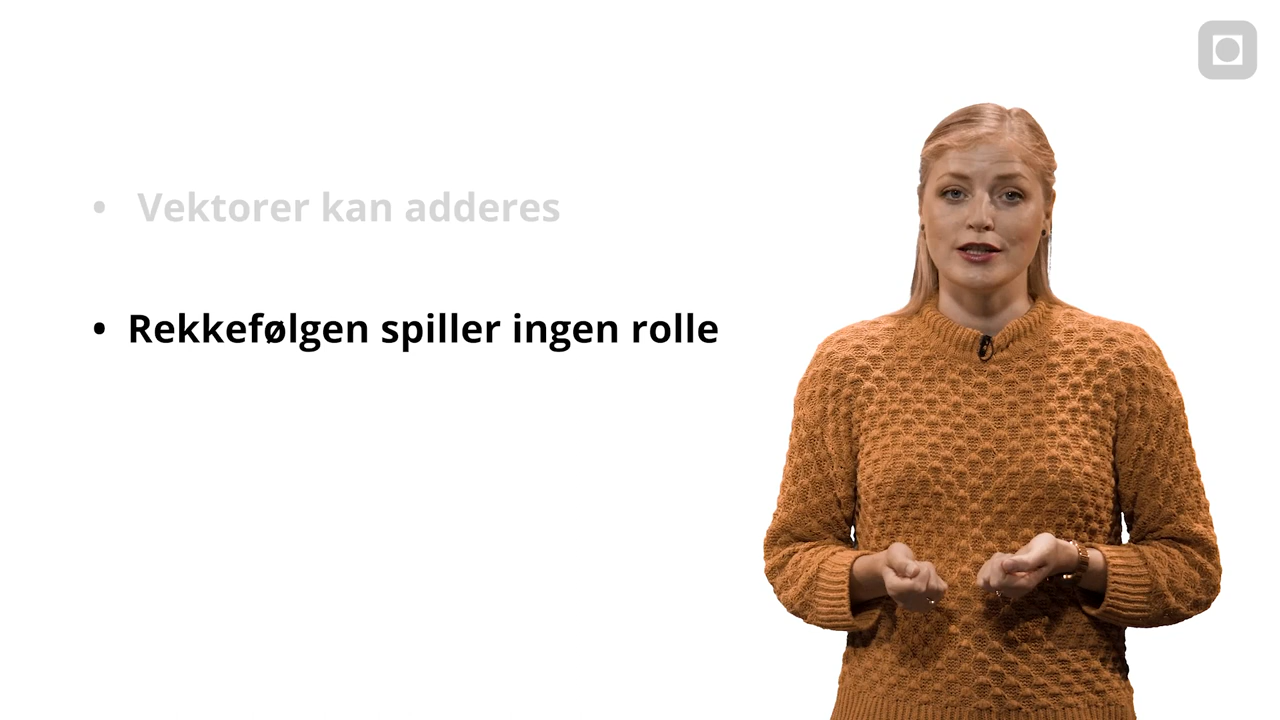 • Vektorer kan adderes
• Rekkefølgen spiller ingen rolle